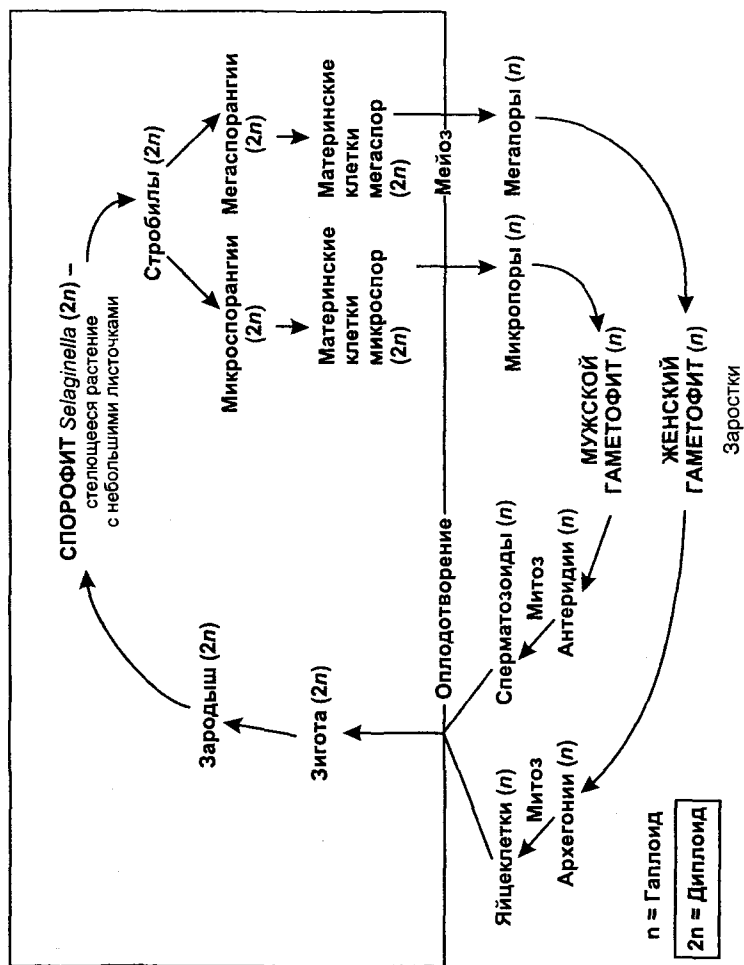 СПОРОФИТ Selaginella (2n) –
стелющееся растение
с небольшими листочками
Стробилы (2n)
Микроспорангии
(2n)
Мегаспорангии
(2n)
Материнские
клетки
микроспор
(2n)
Материнские
клетки
мегаспор
(2n)
Мейоз
Микропоры (n)
Мегапоры (n)
МУЖСКОЙ
ГАМЕТОФИТ (n)
ЖЕНСКИЙ
ГАМЕТОФИТ (n)
Заростки
Антеридии (n)
Митоз
Сперматозоиды (n)
Архегонии (n)
Митоз
Яйцеклетки (n)
Оплодотворение
Зигота (2n)
Зародыш (2n)
n = Гаплоид
2n = Диплоид